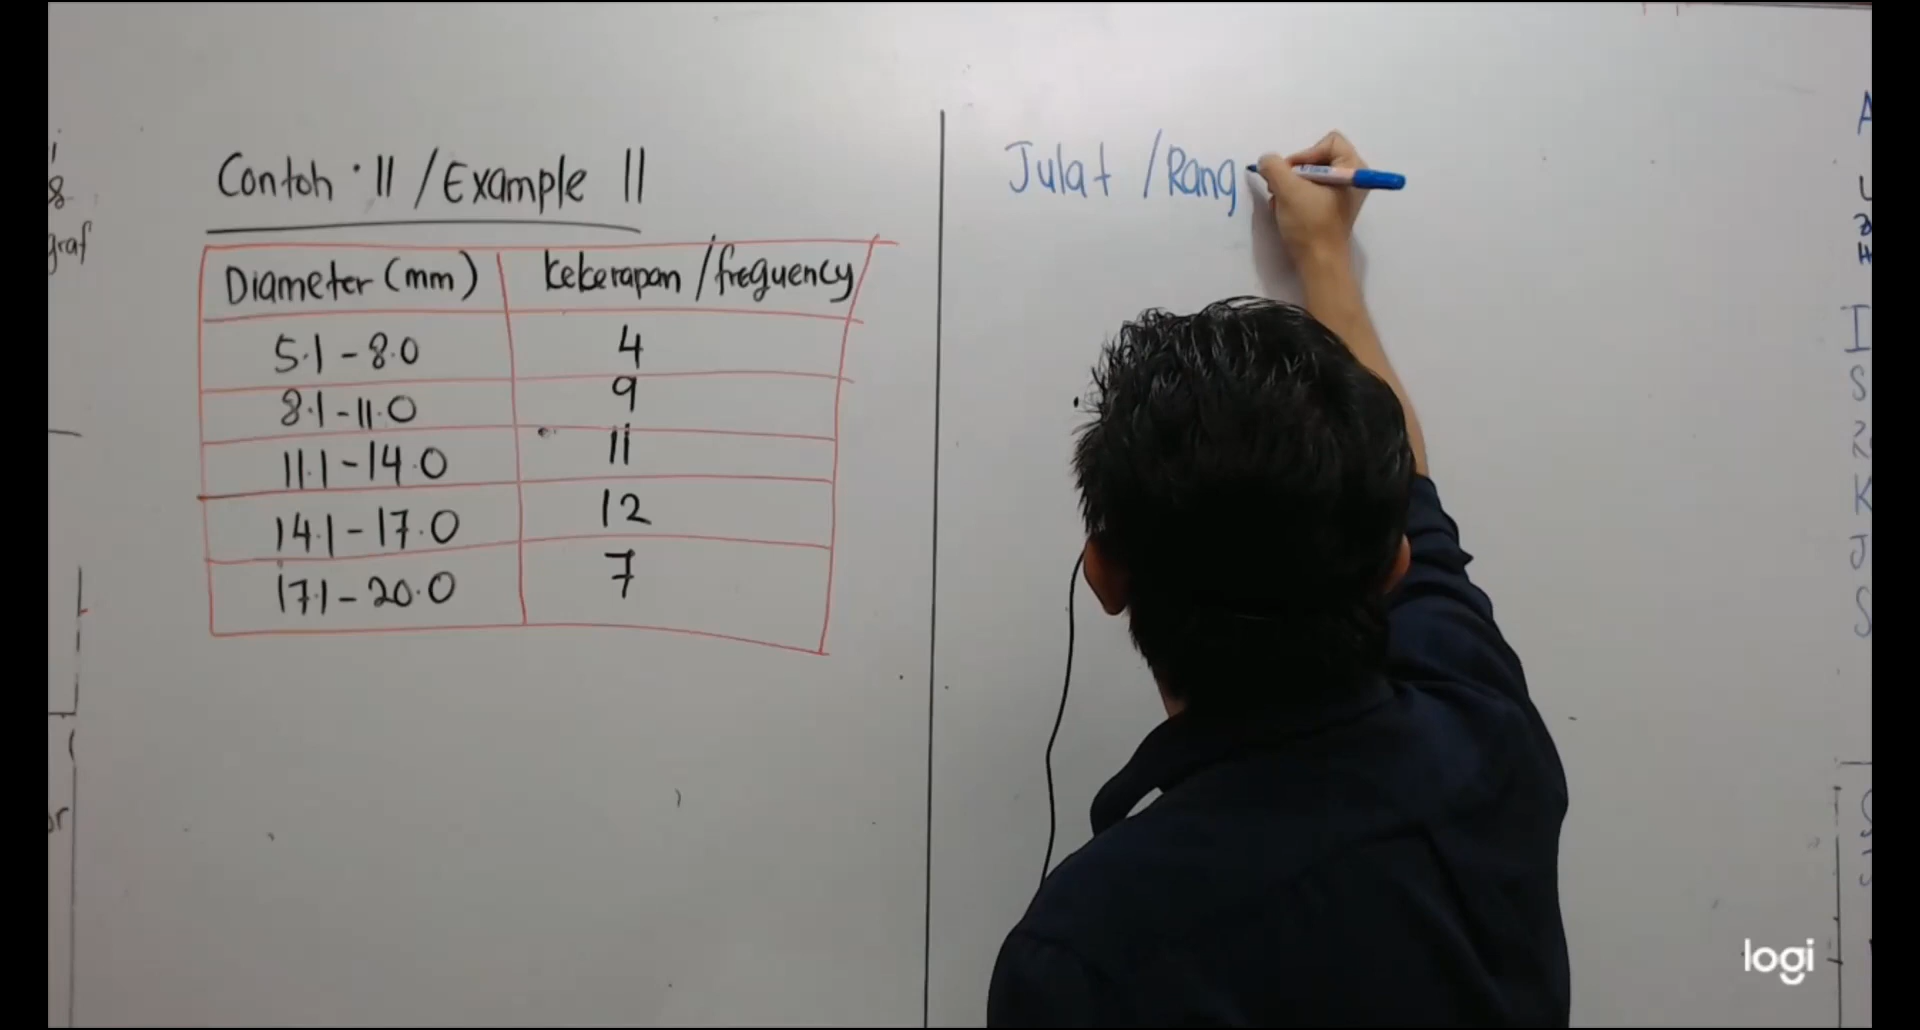 Contoh · 11 / Example 11
Diameter (mm) kekerapan / frequency
5.1 - 8.0 4
8.1 - 11.0 9
11.1 - 14.0 11
14.1 - 17.0 12
17.1 - 20.0 7
Julat / Rang
graf
logi